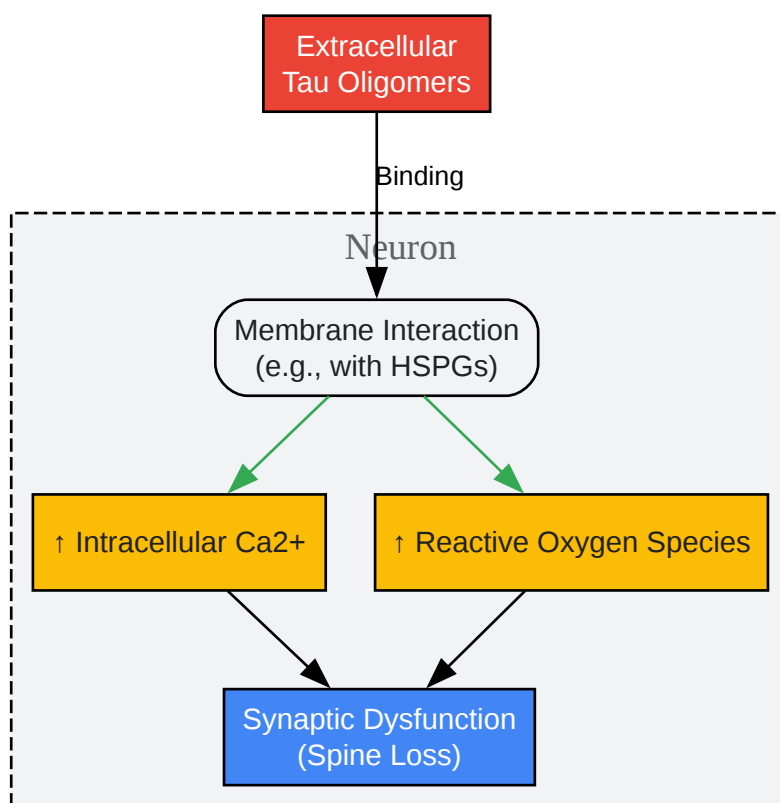 Extracellular
Tau Oligomers
Binding
Neuron
Membrane Interaction
(e.g., with HSPGs)
↑ Intracellular Ca2+
↑ Reactive Oxygen Species
Synaptic Dysfunction
(Spine Loss)